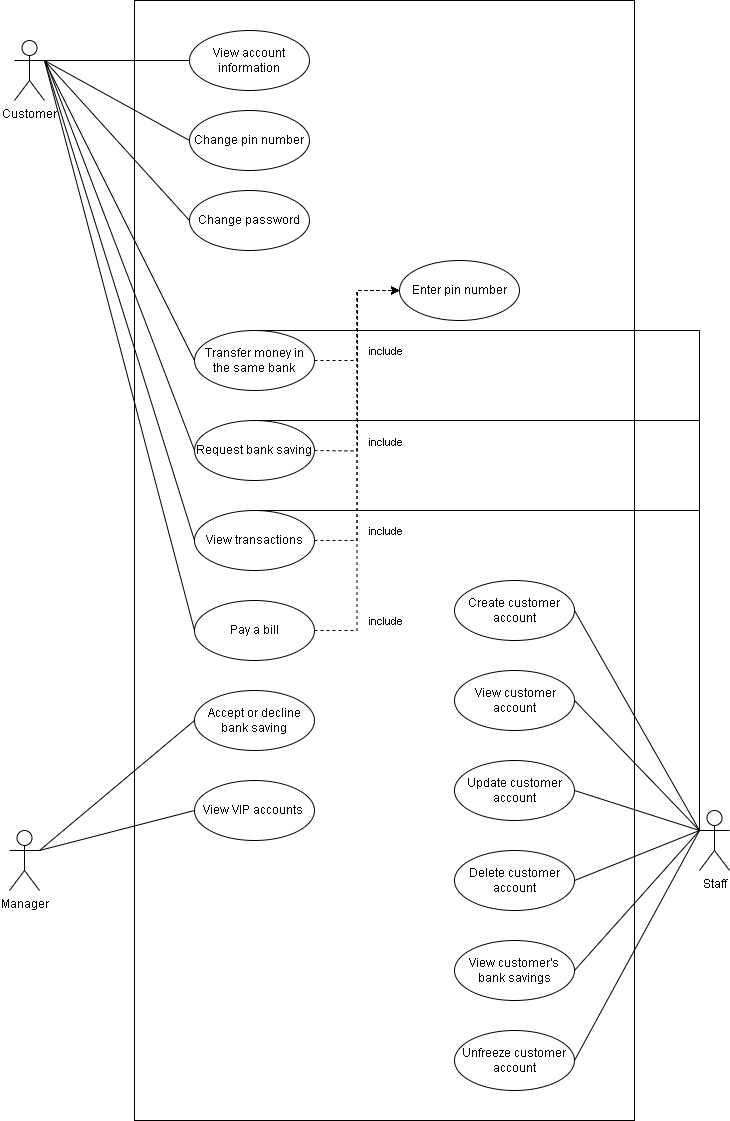 View account
information
Customer
Change pin number
Change password
Enter pin number
Transfer money in
the same bank
include
Request bank saving
include
View transactions
include
Pay a bill
include
Create customer
account
View customer
account
Accept or decline
bank saving
Update customer
account
View VIP accounts
Manager
Staff
Delete customer
account
View customer's
bank savings
Unfreeze customer
account